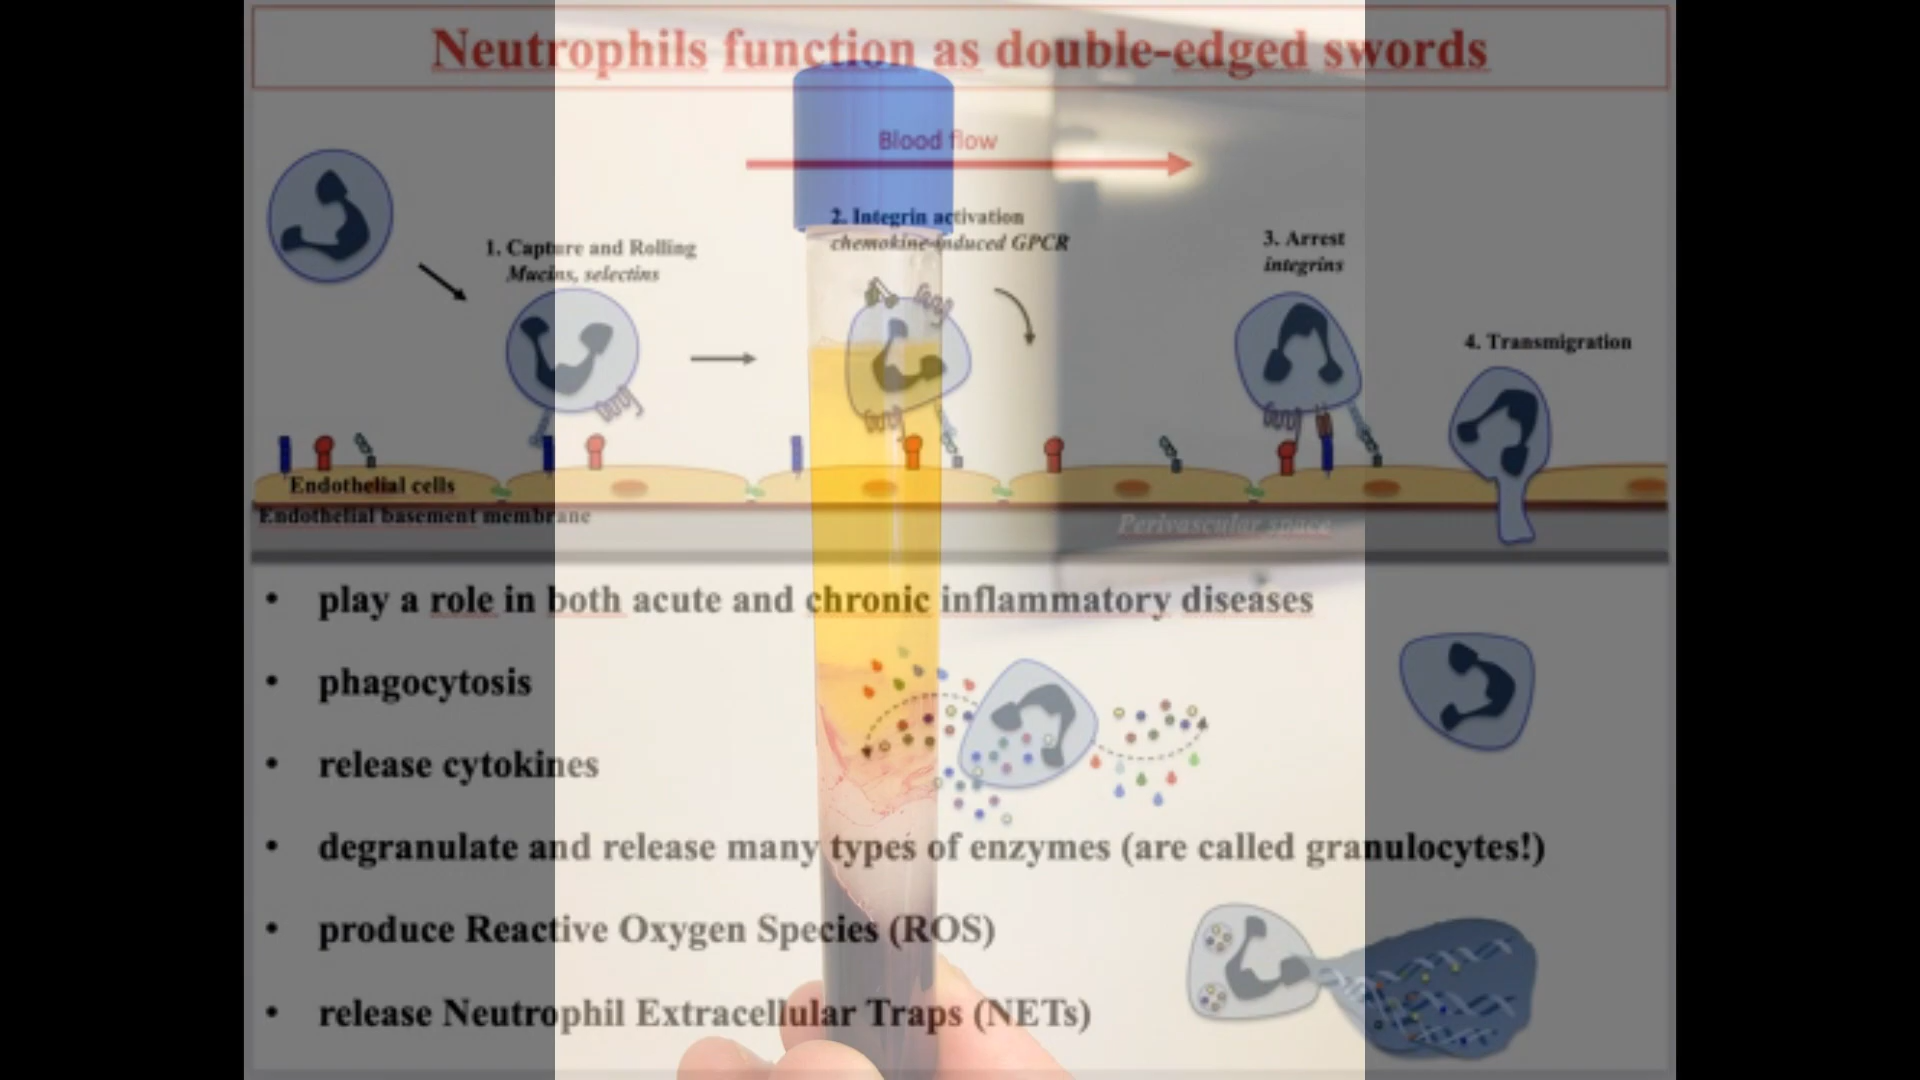 Neutrophils function as double-edged swords
Blood flow
1. Capture and Rolling
Mucins, selectins
2. Integrin activation
chemokine-induced GPCR
3. Arrest
integrins
4. Transmigration
Endothelial cells
Endothelial basement membrane
Perivascular space
• play a role in both acute and chronic inflammatory diseases
• phagocytosis
• release cytokines
• degranulate and release many types of enzymes (are called granulocytes!)
• produce Reactive Oxygen Species (ROS)
• release Neutrophil Extracellular Traps (NETs)